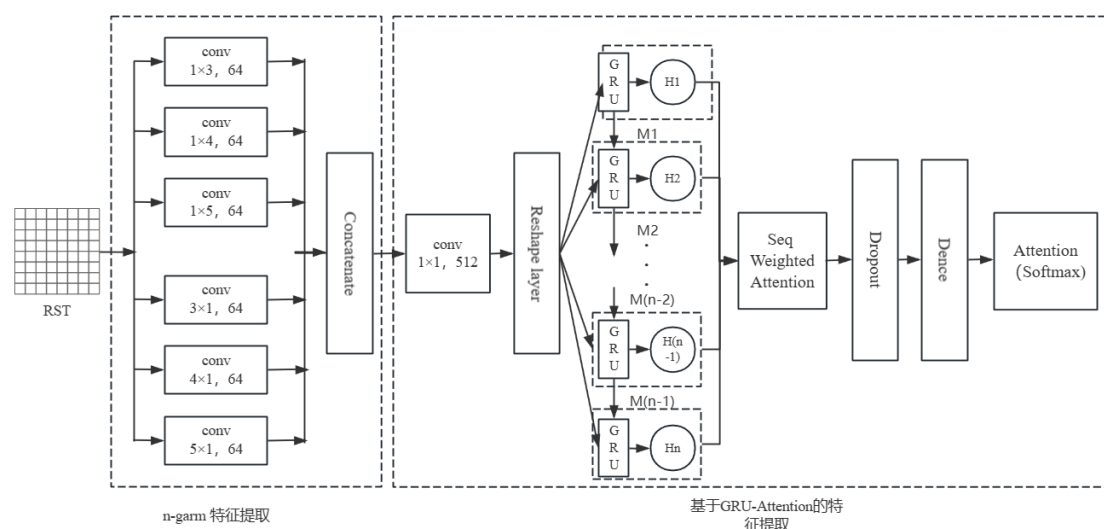 conv
1×3，64
conv
1×4，64
conv
1×5，64
RST
conv
3×1，64
conv
4×1，64
conv
5×1，64
Concatenate
n-garm 特征提取
conv
1×1，512
Reshape layer
G
R
U
H1
M1
G
R
U
H2
M2
M(n-2)
G
R
U
H(n
-1)
M(n-1)
G
R
U
Hn
Seq
Weighted
Attention
Dropout
Dence
Attention
（Softmax）
基于GRU-Attention的特
征提取